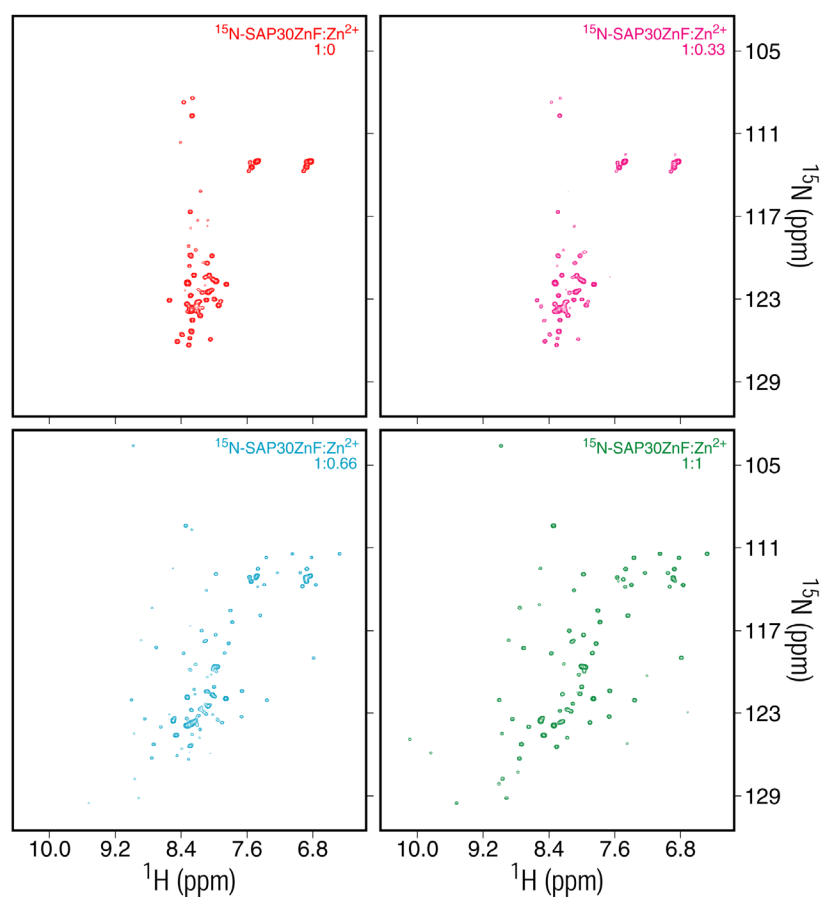 ¹⁵N-SAP30ZnF:Zn²⁺
1:0
¹⁵N-SAP30ZnF:Zn²⁺
1:0.33
105
111
117
123
129
¹⁵N (ppm)
¹⁵N-SAP30ZnF:Zn²⁺
1:0.66
¹⁵N-SAP30ZnF:Zn²⁺
1:1
105
111
117
123
129
¹⁵N (ppm)
10.0 9.2 8.4 7.6 6.8
10.0 9.2 8.4 7.6 6.8
¹H (ppm)
¹H (ppm)